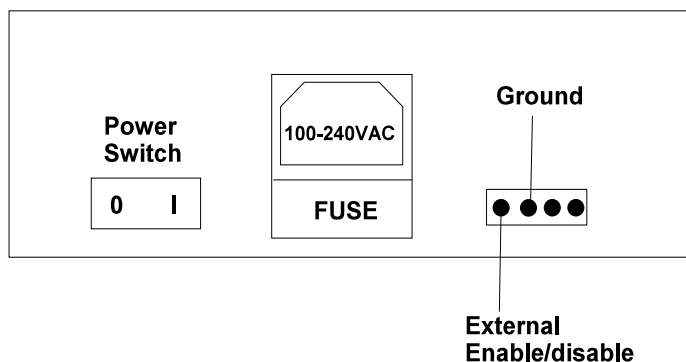 Power
Switch
0 I
100-240VAC
FUSE
Ground
External
Enable/disable